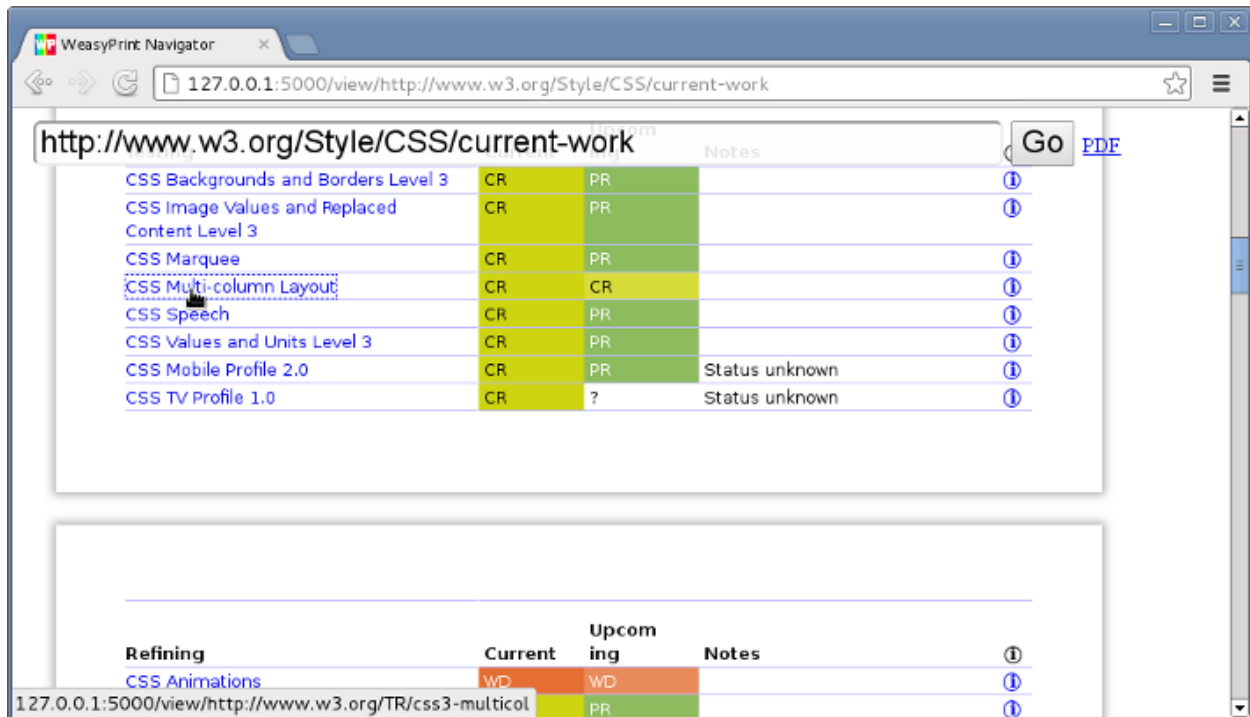 WeasyPrint Navigator
127.0.0.1:5000/view/http://www.w3.org/Style/CSS/current-work
http://www.w3.org/Style/CSS/current-work Go PDF
Upcom
Testing Current ing Notes
CSS Backgrounds and Borders Level 3 CR PR
CSS Image Values and Replaced CR PR
Content Level 3
CSS Marquee CR PR
CSS Multi-column Layout CR CR
CSS Speech CR PR
CSS Values and Units Level 3 CR PR
CSS Mobile Profile 2.0 CR PR Status unknown
CSS TV Profile 1.0 CR ? Status unknown
Upcom
Refining Current ing Notes
CSS Animations WD WD
127.0.0.1:5000/view/http://www.w3.org/TR/css3-multicol PR